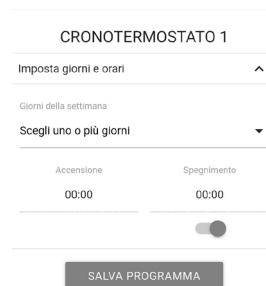 CRONOTERMOSTATO 1
Imposta giorni e orari
Giorni della settimana
Scegli uno o più giorni
Accensione Spegnimento
00:00 00:00
SALVA PROGRAMMA